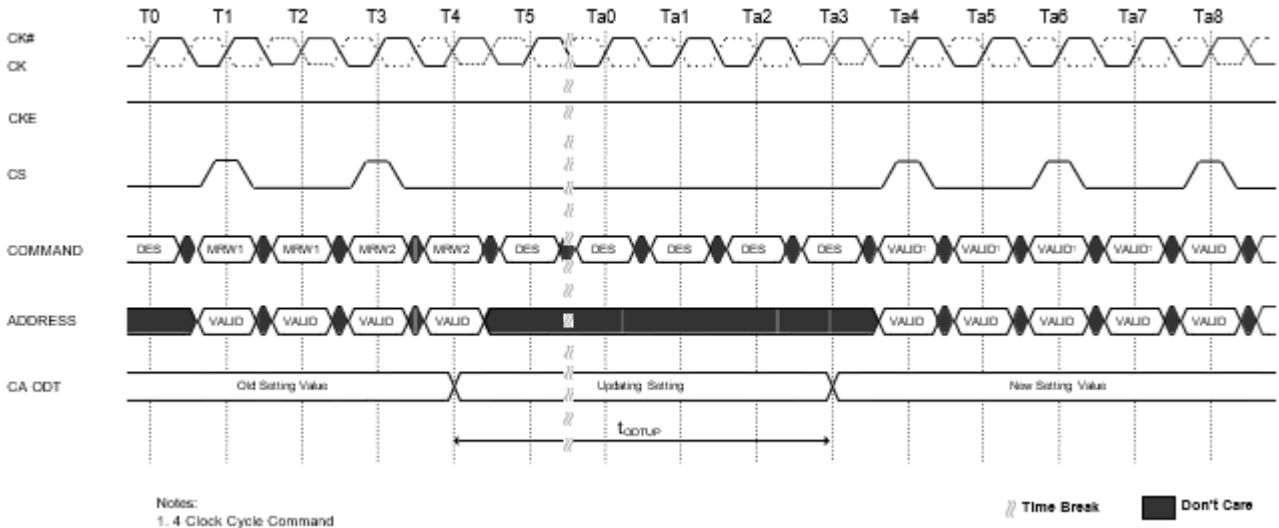 T0 T1 T2 T3 T4 T5 Ta0 Ta1 Ta2 Ta3 Ta4 Ta5 Ta6 Ta7 Ta8
CK#
CK
CKE
CS
COMMAND DES MRW1 MRW1 MRW2 MRW2 DES DES DES DES DES VALID¹ VALID¹ VALID¹ VALID¹ VALID
ADDRESS VALID VALID VALID VALID VALID VALID VALID VALID VALID
CA ODT Old Setting Value Updating Setting New Setting Value
tODTUP
Notes:
1. 4 Clock Cycle Command
Time Break Don't Care